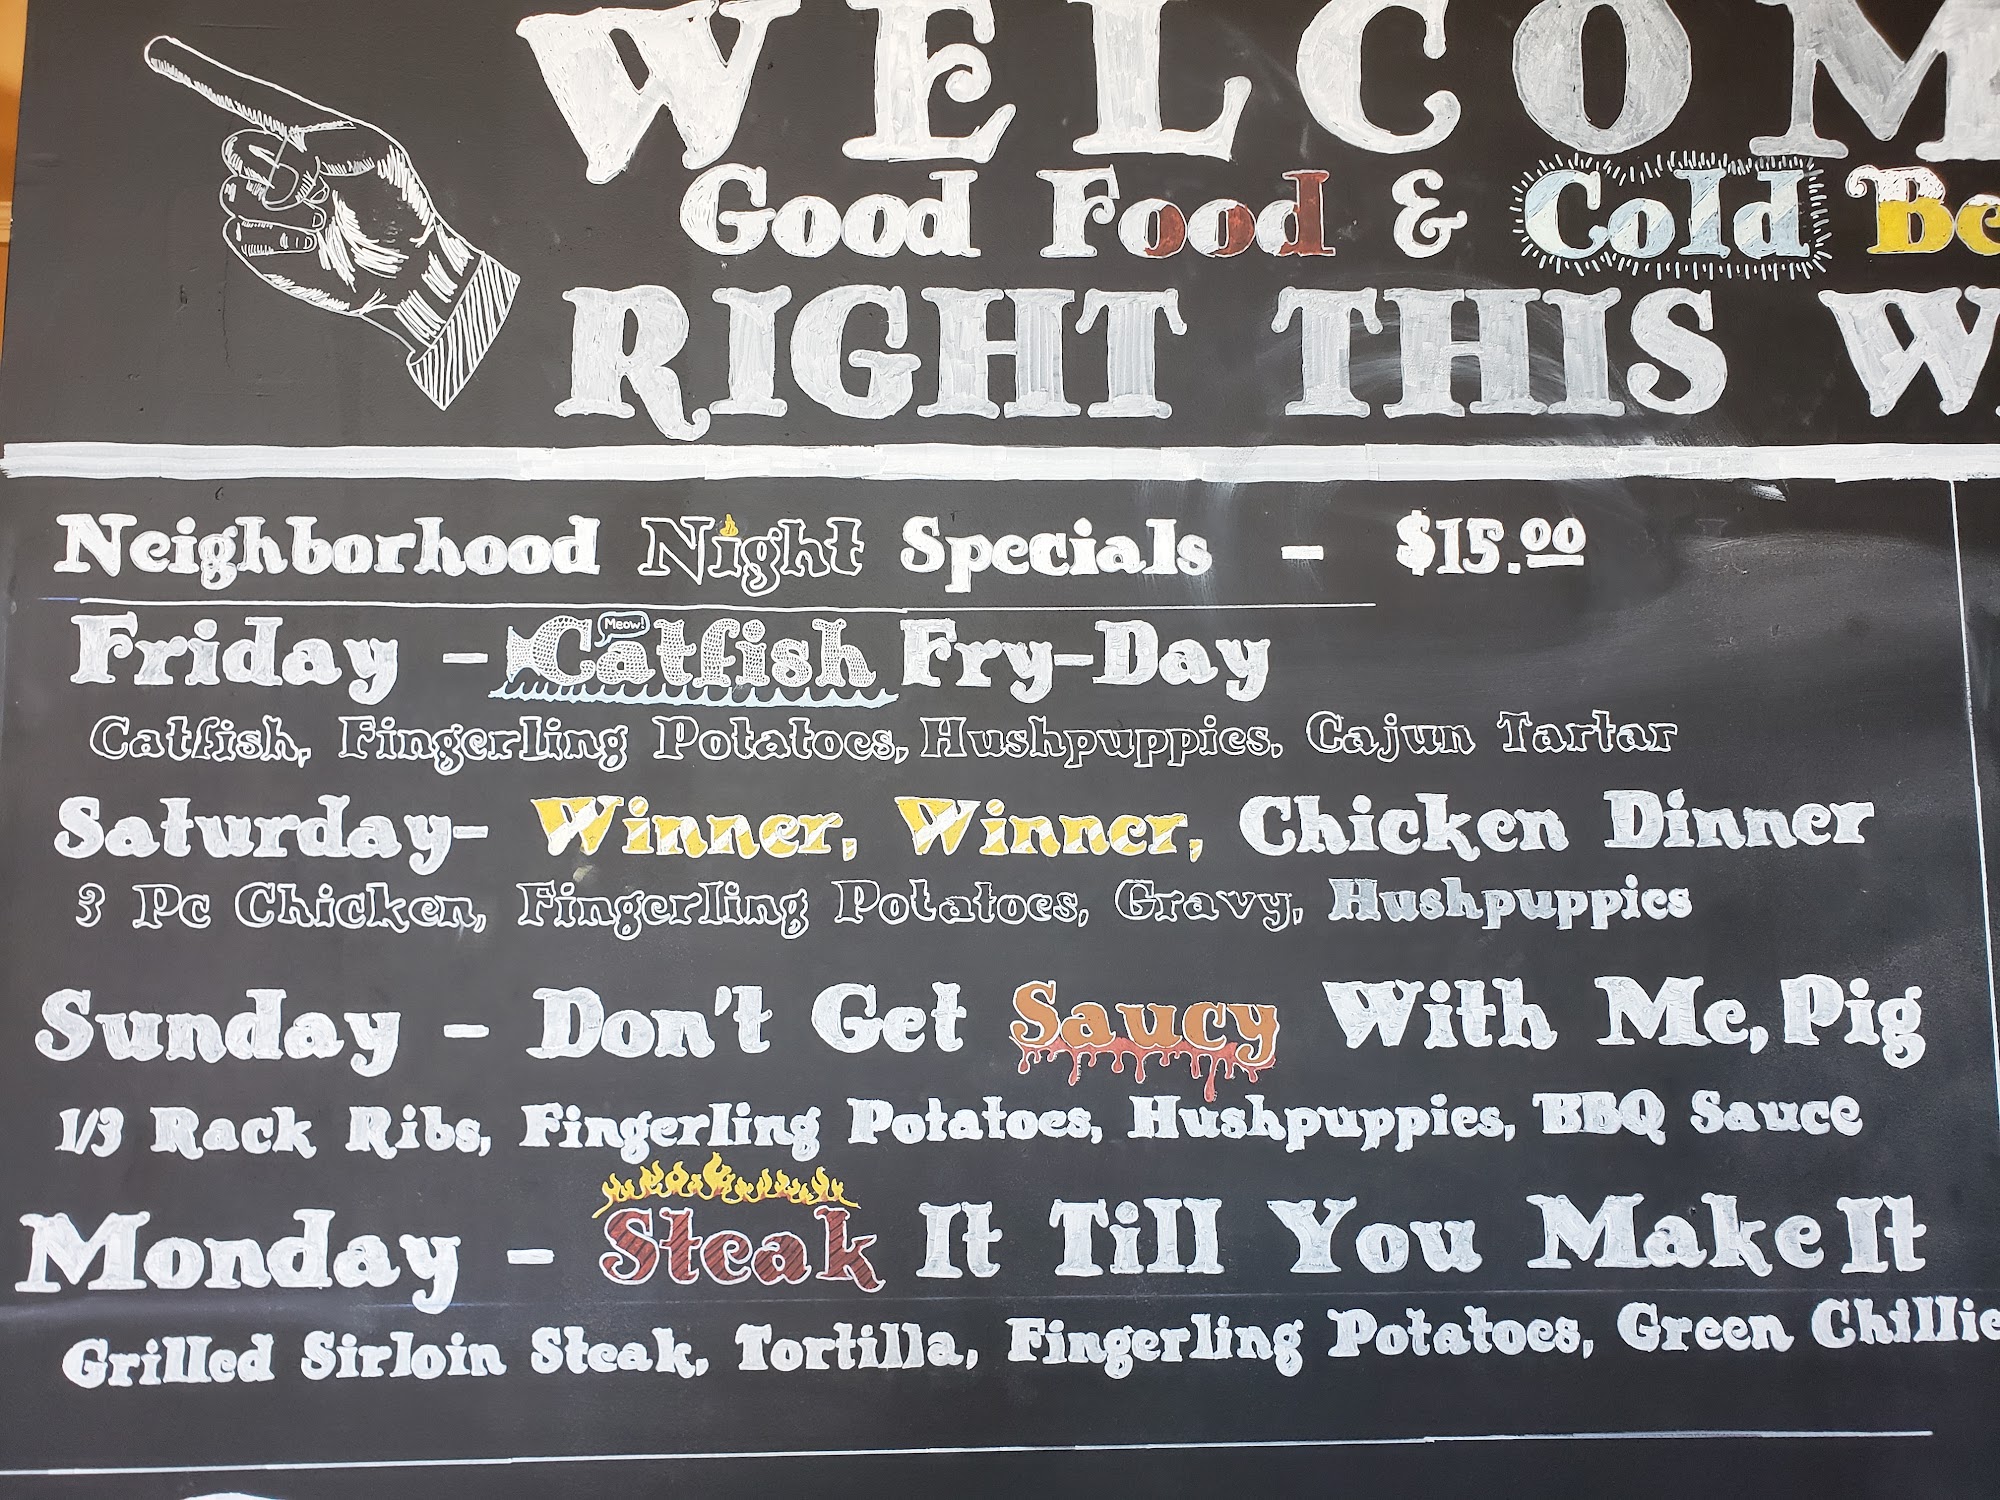 WELCOM
Good Food & Cold Be
RIGHT THIS W
Neighborhood Night Specials - $15.00
Friday - Catfish Fry-Day
Meow!
Catfish, Fingerling Potatoes, Hushpuppies, Cajun Tartar
Saturday- Winner, Winner, Chicken Dinner
3 Pc Chicken, Fingerling Potatoes, Gravy, Hushpuppies
Sunday - Don't Get Saucy With Me, Pig
1/3 Rack Ribs, Fingerling Potatoes, Hushpuppies, BBQ Sauce
Monday - Steak It Till You Make It
Grilled Sirloin Steak, Tortilla, Fingerling Potatoes, Green Chillie